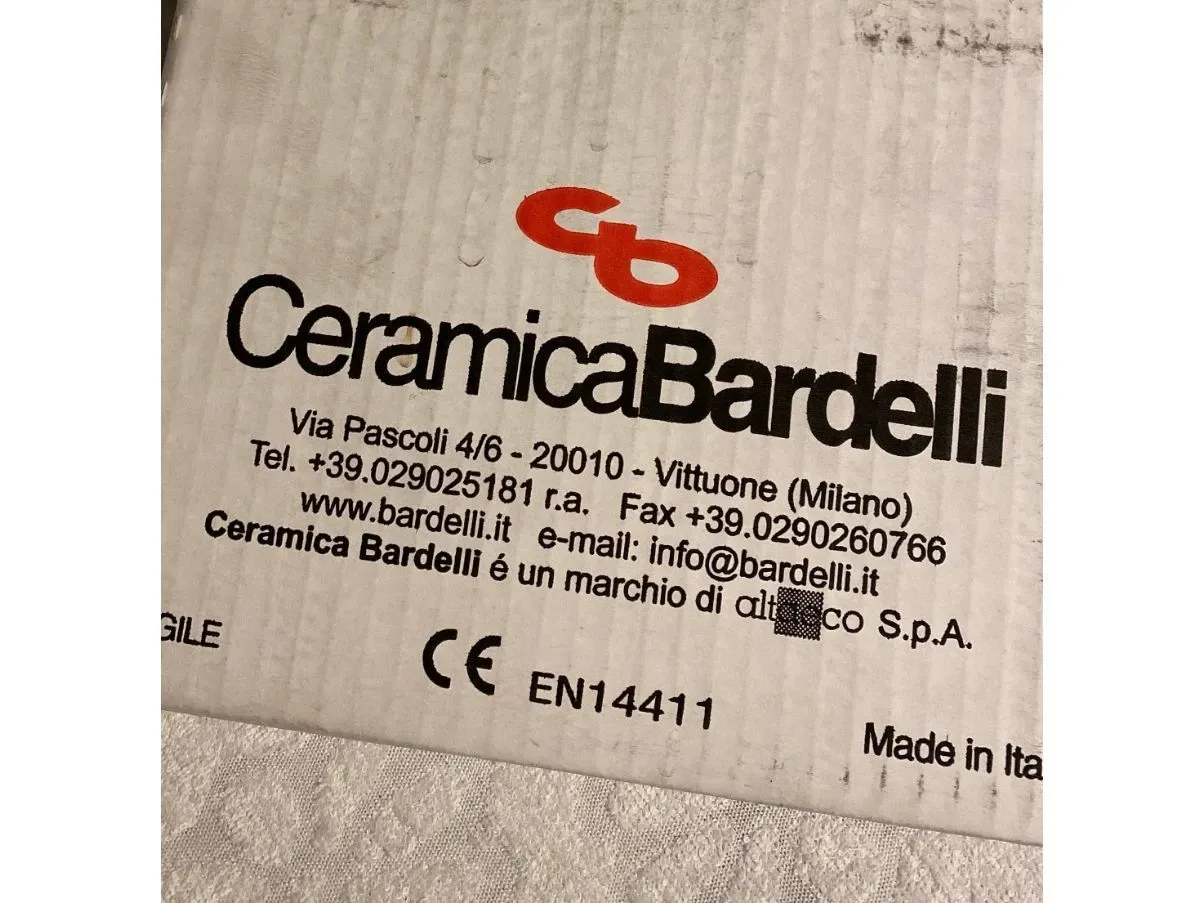 cb
CeramicaBardelli
Via Pascoli 4/6 - 20010 - Vittuone (Milano)
Tel. +39.029025181 r.a. Fax +39.0290260766
www.bardelli.it e-mail: info@bardelli.it
Ceramica Bardelli é un marchio di altaeco S.p.A.
GILE
CE EN14411
Made in Ita